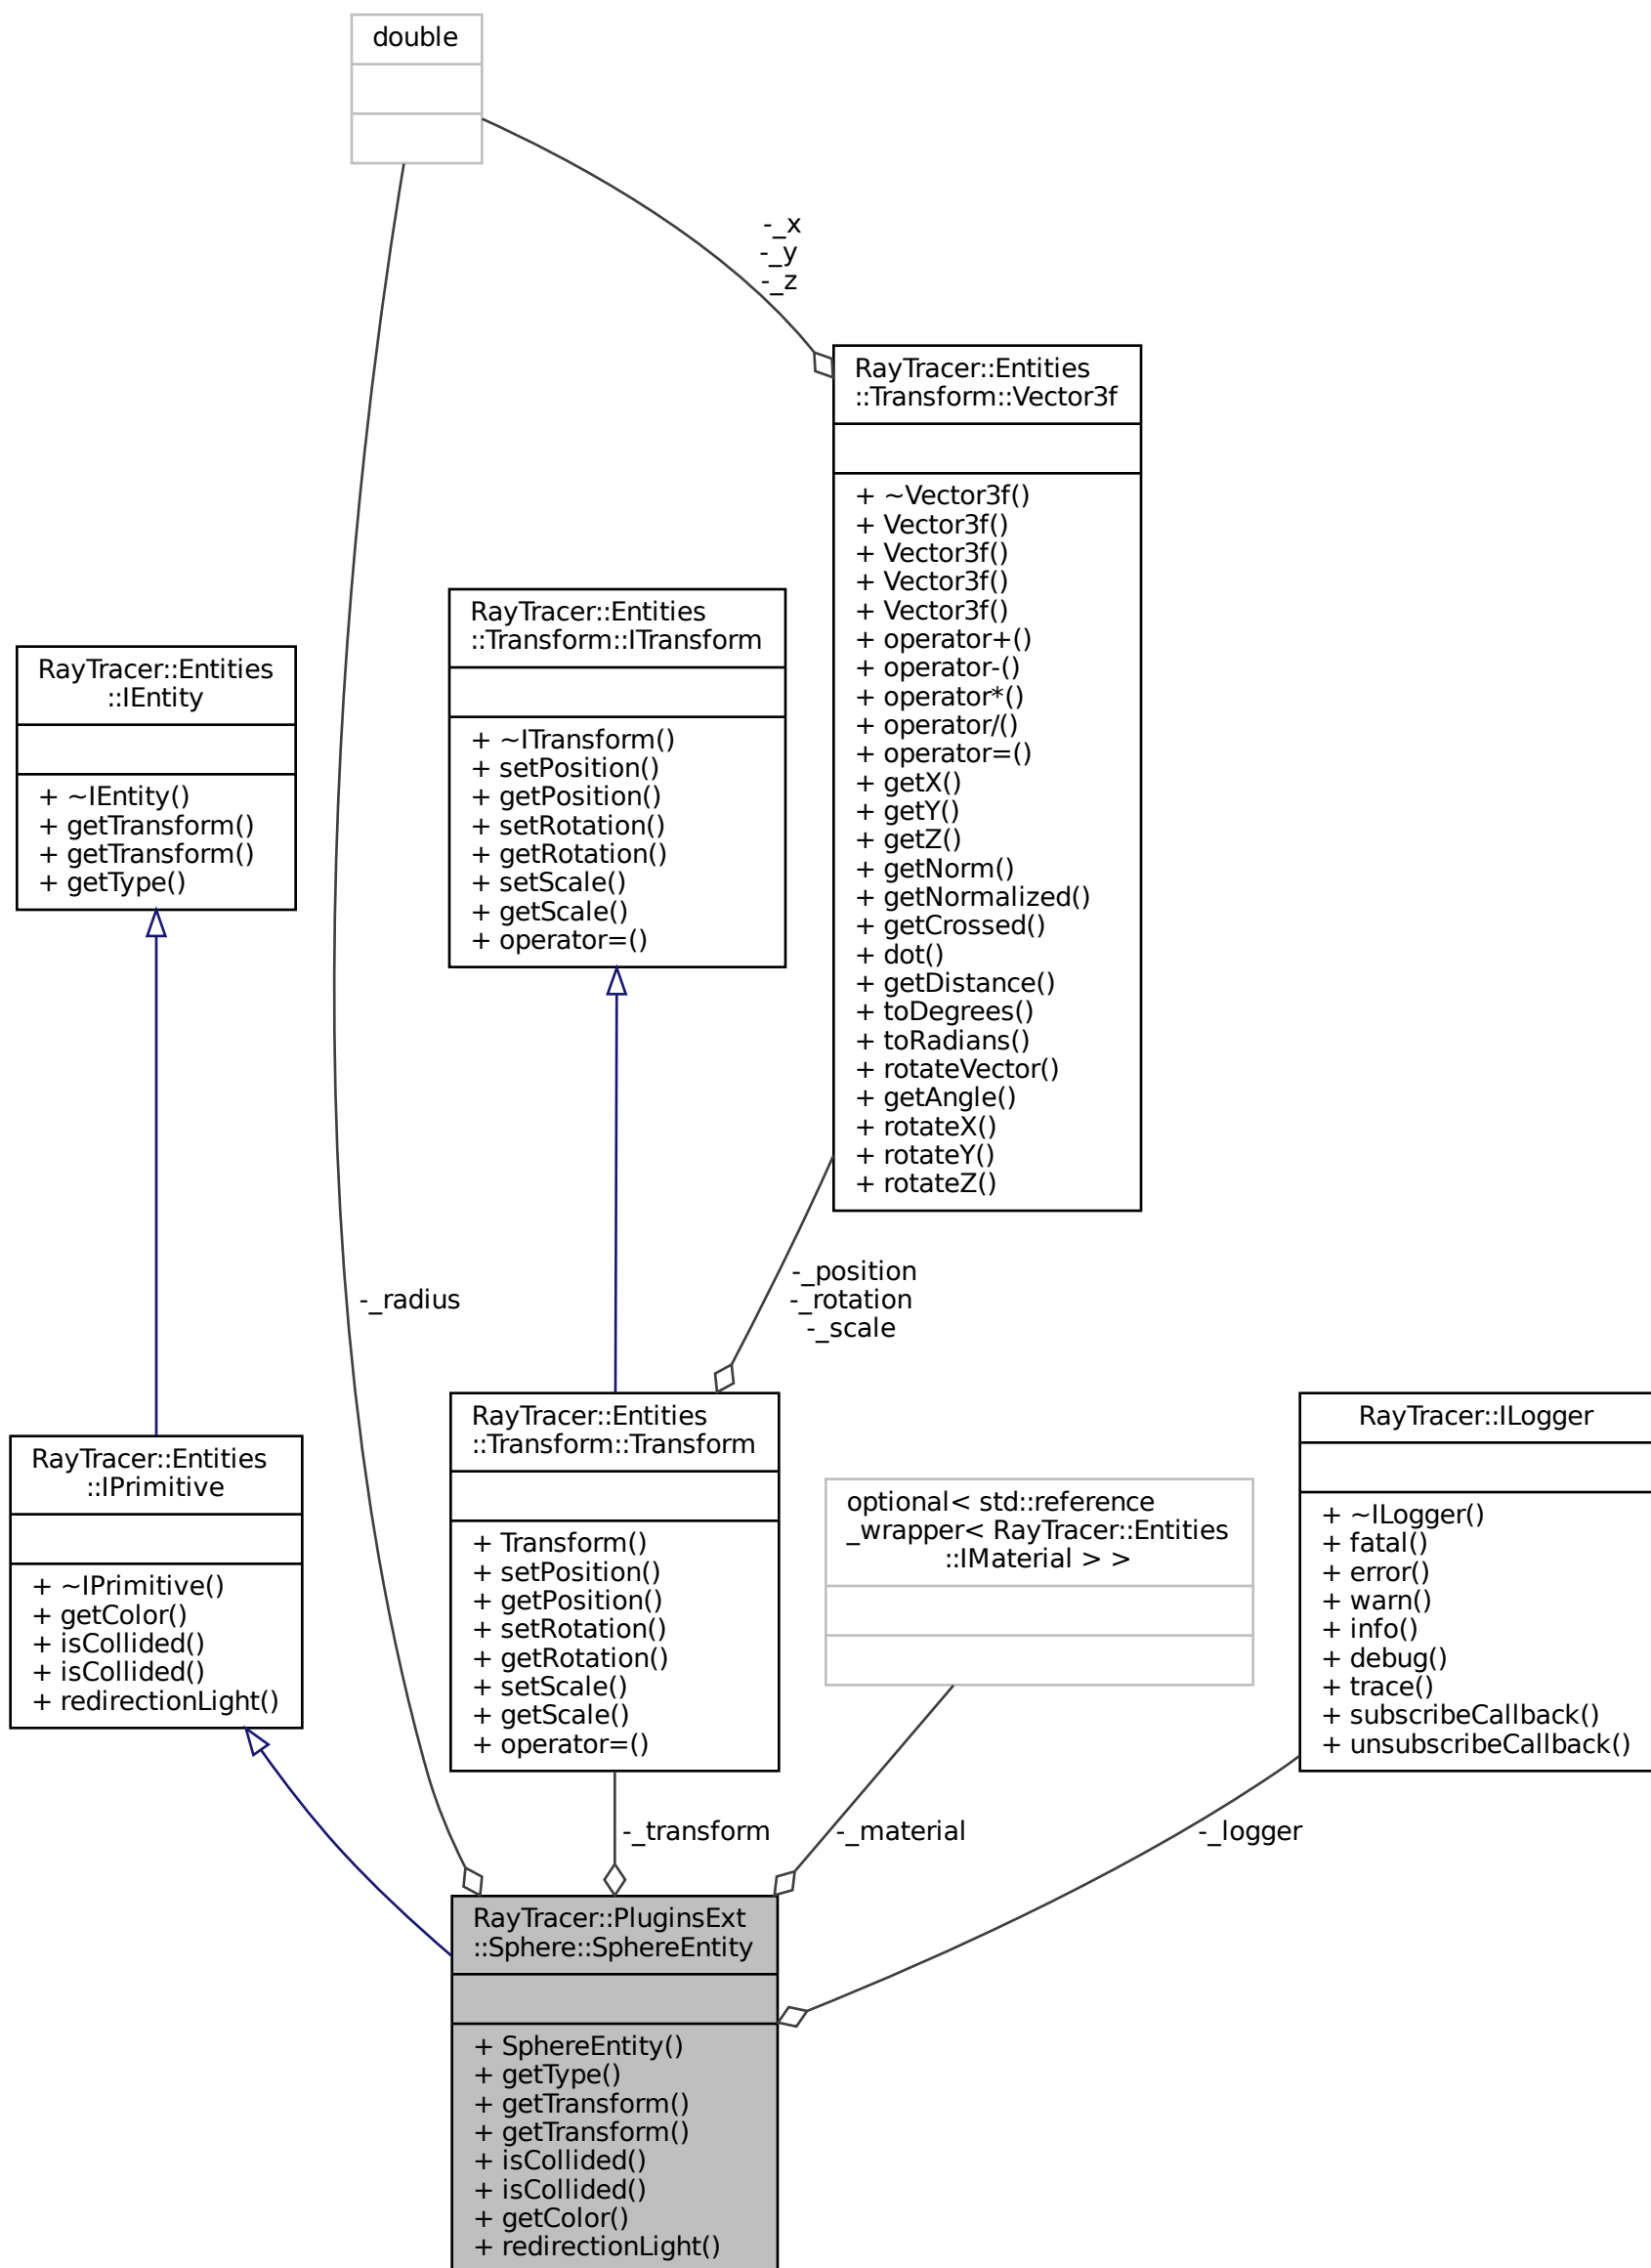 double
-_x
-_y
-_z
RayTracer::Entities
::Transform::Vector3f
+ ~Vector3f()
+ Vector3f()
+ Vector3f()
+ Vector3f()
+ Vector3f()
+ operator+()
+ operator-()
+ operator*()
+ operator/()
+ operator=()
+ getX()
+ getY()
+ getZ()
+ getNorm()
+ getNormalized()
+ getCrossed()
+ dot()
+ getDistance()
+ toDegrees()
+ toRadians()
+ rotateVector()
+ getAngle()
+ rotateX()
+ rotateY()
+ rotateZ()
RayTracer::Entities
::Transform::ITransform
+ ~ITransform()
+ setPosition()
+ getPosition()
+ setRotation()
+ getRotation()
+ setScale()
+ getScale()
+ operator=()
RayTracer::Entities
::IEntity
+ ~IEntity()
+ getTransform()
+ getTransform()
+ getType()
-_radius
-_position
-_rotation
-_scale
RayTracer::Entities
::IPrimitive
+ ~IPrimitive()
+ getColor()
+ isCollided()
+ isCollided()
+ redirectionLight()
RayTracer::Entities
::Transform::Transform
+ Transform()
+ setPosition()
+ getPosition()
+ setRotation()
+ getRotation()
+ setScale()
+ getScale()
+ operator=()
optional< std::reference
_wrapper< RayTracer::Entities
::IMaterial > >
RayTracer::ILogger
+ ~ILogger()
+ fatal()
+ error()
+ warn()
+ info()
+ debug()
+ trace()
+ subscribeCallback()
+ unsubscribeCallback()
-_transform
-_material
-_logger
RayTracer::PluginsExt
::Sphere::SphereEntity
+ SphereEntity()
+ getType()
+ getTransform()
+ getTransform()
+ isCollided()
+ isCollided()
+ getColor()
+ redirectionLight()